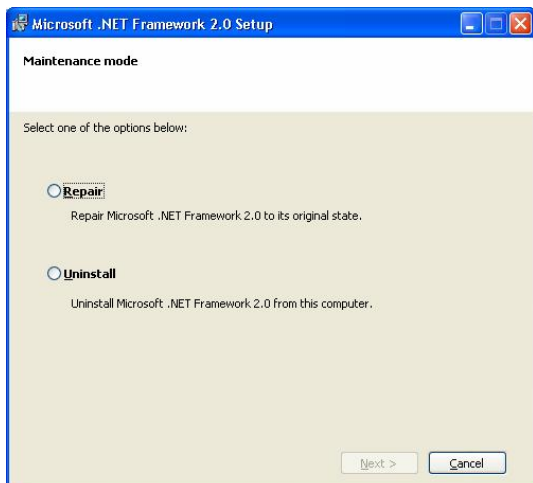 Microsoft .NET Framework 2.0 Setup
Maintenance mode
Select one of the options below:
Repair
Repair Microsoft .NET Framework 2.0 to its original state.
Uninstall
Uninstall Microsoft .NET Framework 2.0 from this computer.
Next > Cancel